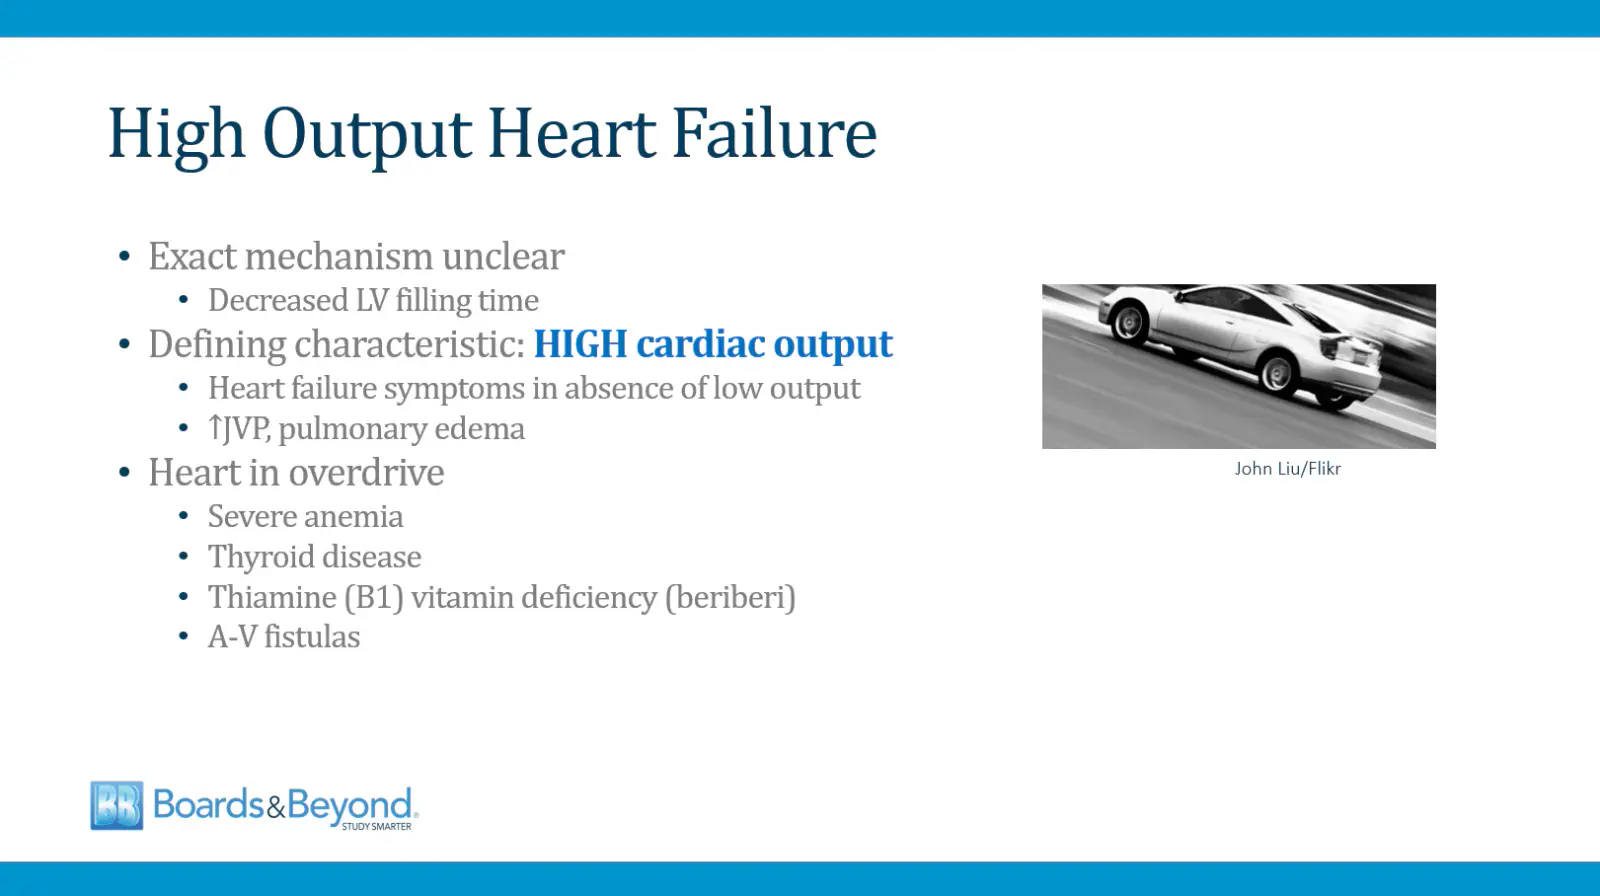 High Output Heart Failure
• Exact mechanism unclear
• Decreased LV filling time
• Defining characteristic: HIGH cardiac output
• Heart failure symptoms in absence of low output
• ↑JVP, pulmonary edema
• Heart in overdrive
• Severe anemia
• Thyroid disease
• Thiamine (B1) vitamin deficiency (beriberi)
• A-V fistulas
John Liu/Flikr
BB Boards&Beyond®
STUDY SMARTER